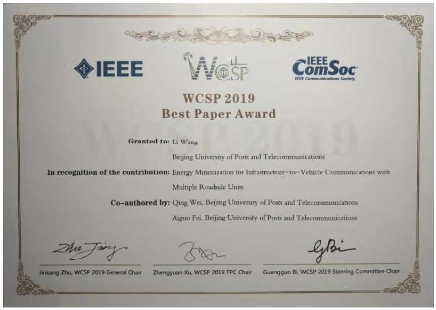 IEEE
WCSP
IEEE
ComSoc
IEEE Communications Society
WCSP 2019
Best Paper Award
Granted to: Li Wang
Beijing University of Posts and Telecommunications
In recognition of the contribution: Energy Minimization for Infrastructure-to-Vehicle Communications with
Multiple Roadside Units
Co-authored by: Qing Wei, Beijing University of Posts and Telecommunications
Aiguo Fei, Beijing University of Posts and Telecommunications
Jinkang Zhu, WCSP 2019 General Chair
Zhengyuan Xu, WCSP 2019 TPC Chair
Guangguo Bi, WCSP 2019 Steering Committee Chair